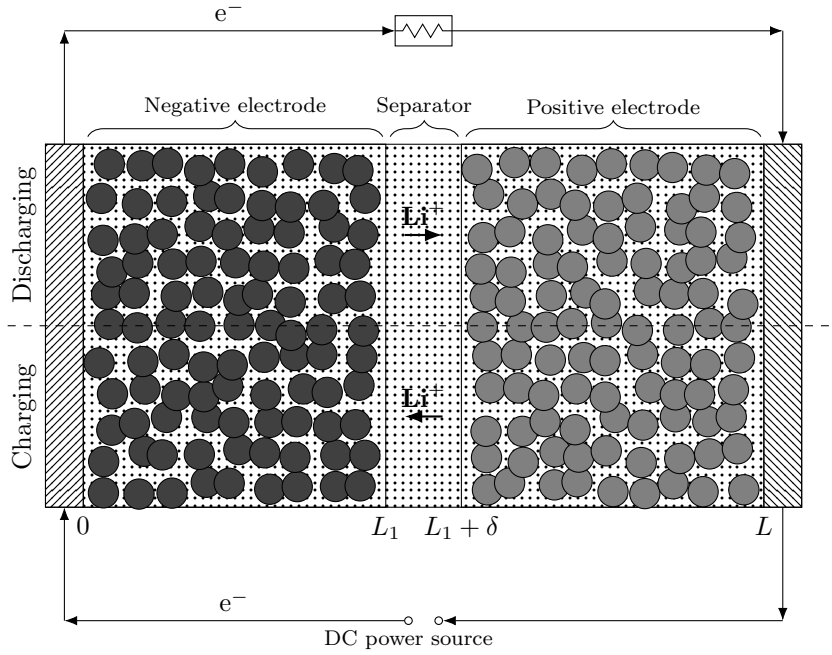 e⁻
Negative electrode
Separator
Positive electrode
Discharging
Li⁺
Charging
Li⁺
0
L₁
L₁ + δ
L
e⁻
DC power source